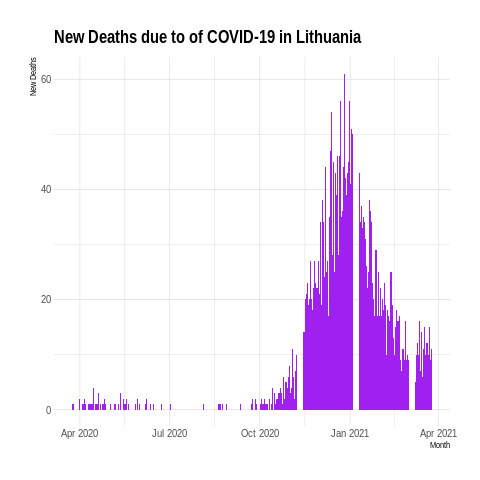 New Deaths due to of COVID-19 in Lithuania
New Deaths
60
40
20
0
Apr 2020 Jul 2020 Oct 2020 Jan 2021 Apr 2021
Month